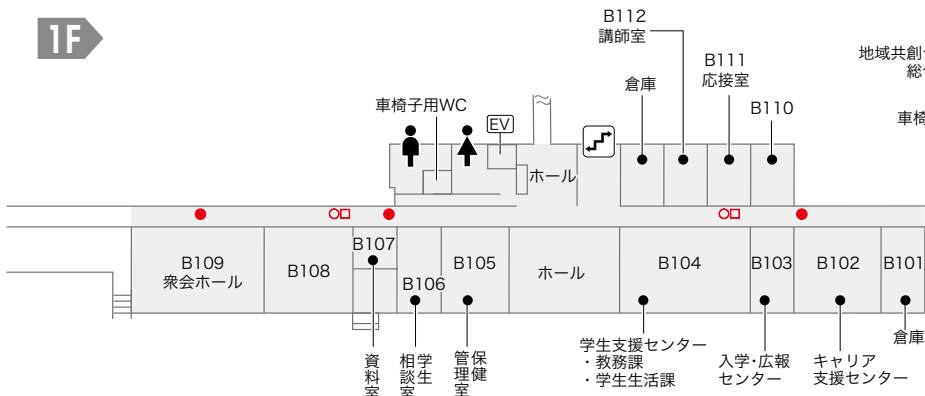 1F
B112
講師室
B111
応接室
倉庫
B110
地域共創
総
車椅
車椅子用WC
EV
ホール
B109
衆会ホール
B108
B107
B106
B105
ホール
B104
B103
B102
B101
資料室
学生
相談室
保健
管理室
学生支援センター
・教務課
・学生生活課
入学・広報
センター
キャリア
支援センター
倉庫